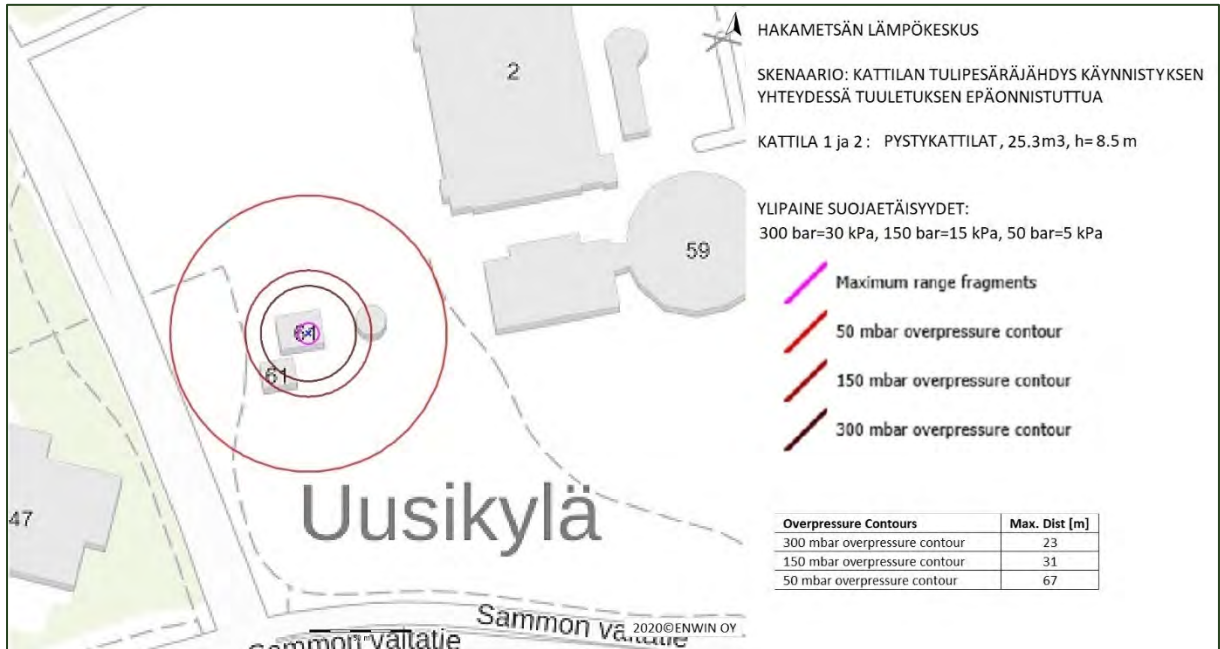 HAKAMETSÄN LÄMPÖKESKUS
SKENAARIO: KATTILAN TULIPESÄRÄJÄHDYS KÄYNNISTYKSEN
YHTEYDESSÄ TUULETUKSEN EPÄONNISTUTTUA
KATTILA 1 ja 2 : PYSTYKATTILAT , 25.3m3, h= 8.5 m
YLIPAINE SUOJAETÄISYYDET:
300 bar=30 kPa, 150 bar=15 kPa, 50 bar=5 kPa
Maximum range fragments
50 mbar overpressure contour
150 mbar overpressure contour
300 mbar overpressure contour
Overpressure Contours Max. Dist [m]
300 mbar overpressure contour 23
150 mbar overpressure contour 31
50 mbar overpressure contour 67
2
59
61
47
Uusikylä
Sammon valtatie
Sammon valtatie
2020©ENWIN OY